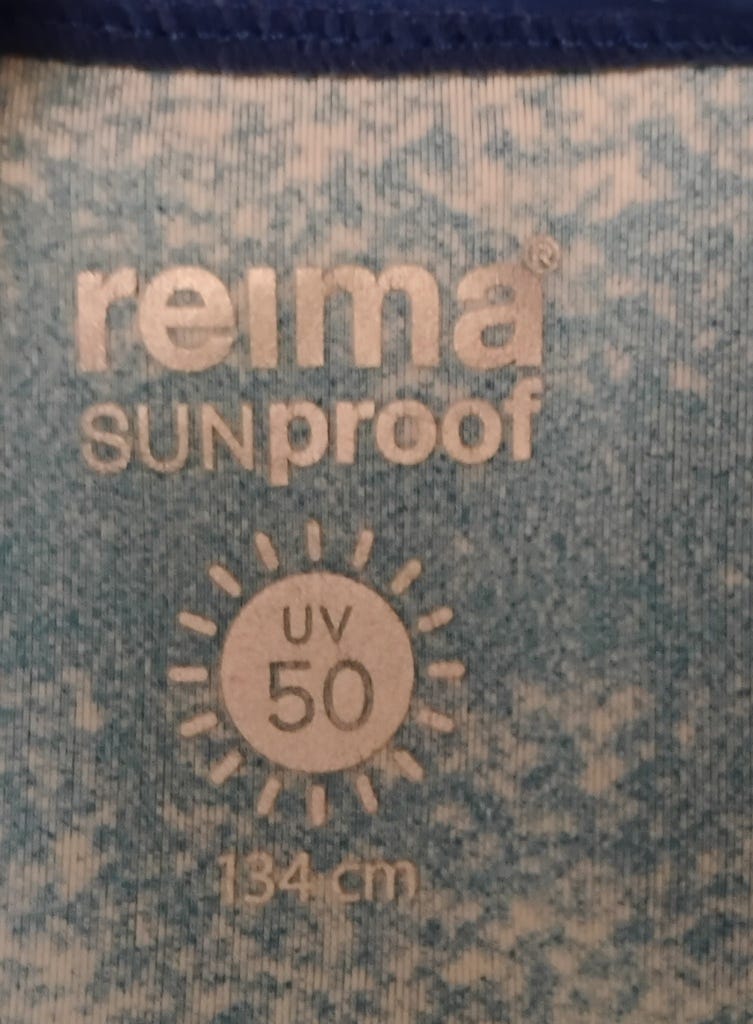 reima®
SUNproof
UV
50
134 cm